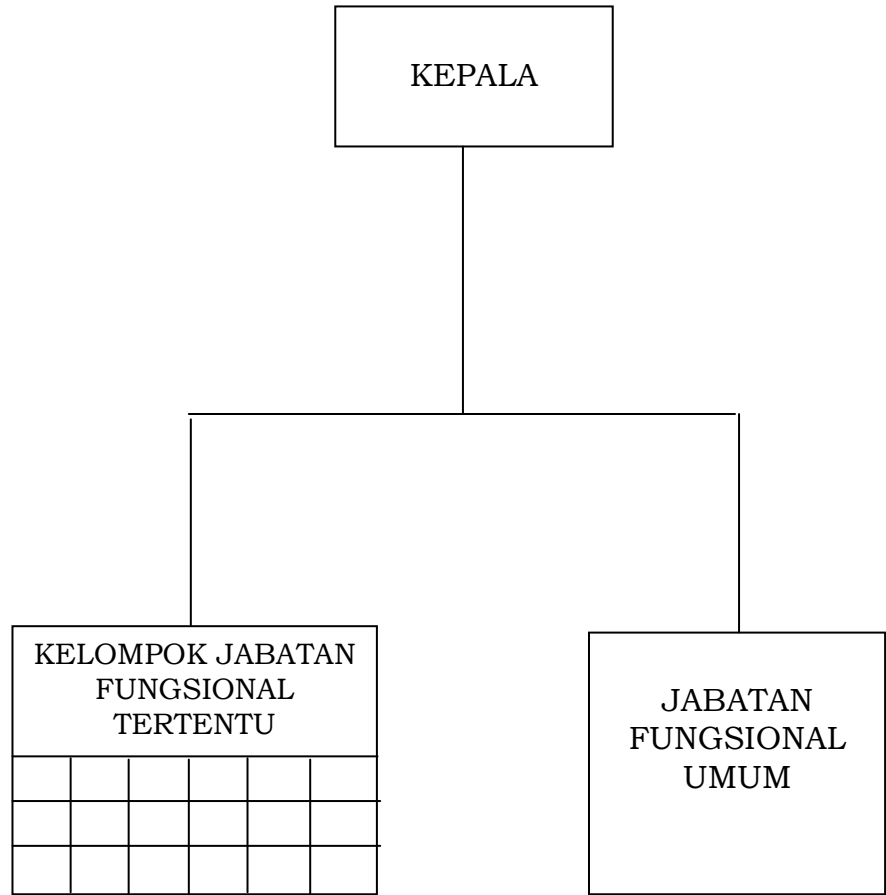 KEPALA
KELOMPOK JABATAN
FUNGSIONAL
TERTENTU
JABATAN
FUNGSIONAL
UMUM